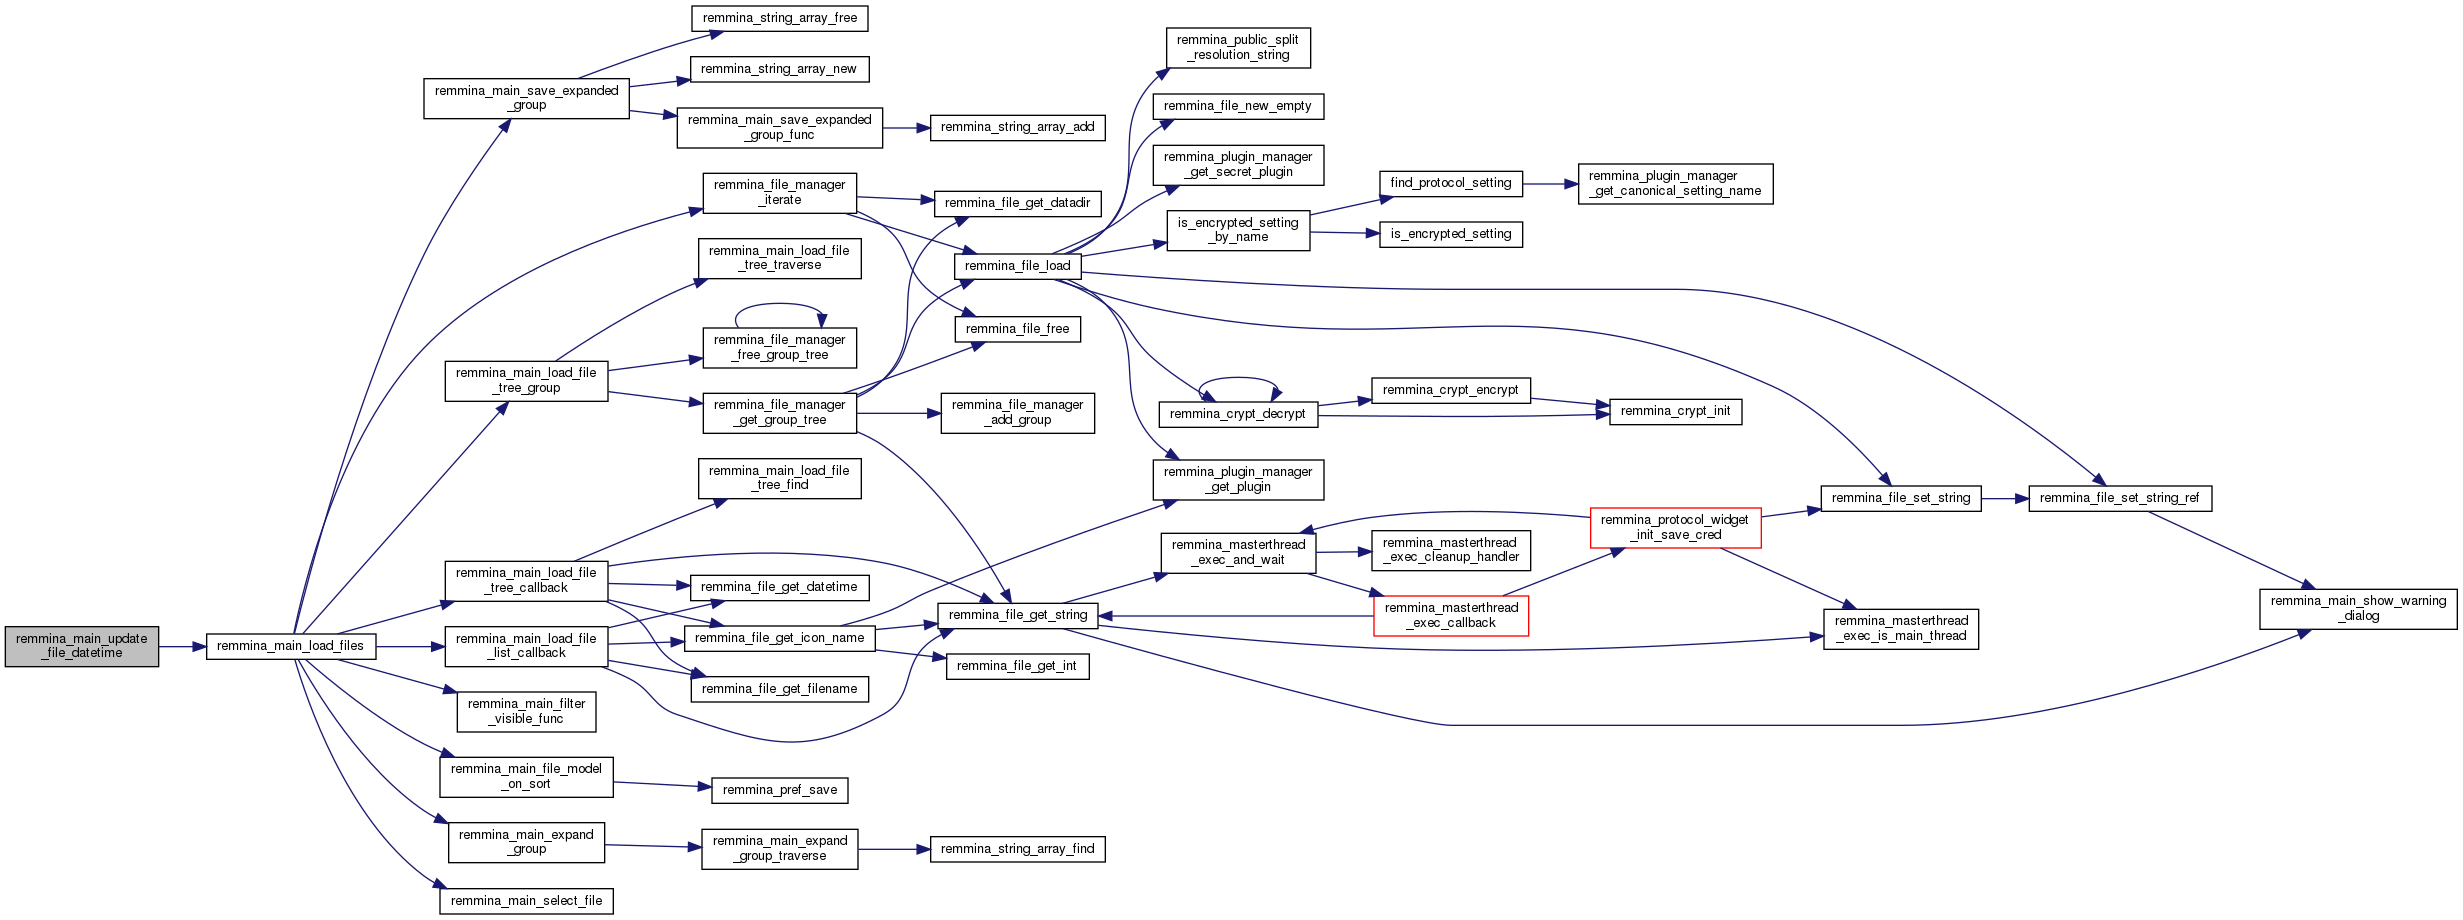 remmina_main_update
_file_datetime
remmina_main_load_files
remmina_main_save_expanded
_group
remmina_main_load_file
_tree_group
remmina_main_load_file
_tree_callback
remmina_main_load_file
_list_callback
remmina_main_filter
_visible_func
remmina_main_file_model
_on_sort
remmina_main_expand
_group
remmina_main_select_file
remmina_string_array_free
remmina_string_array_new
remmina_main_save_expanded
_group_func
remmina_file_manager
_iterate
remmina_main_load_file
_tree_traverse
remmina_file_manager
_free_group_tree
remmina_file_manager
_get_group_tree
remmina_main_load_file
_tree_find
remmina_file_get_datetime
remmina_file_get_icon_name
remmina_file_get_filename
remmina_pref_save
remmina_main_expand
_group_traverse
remmina_string_array_add
remmina_file_get_datadir
remmina_file_load
remmina_file_free
remmina_file_manager
_add_group
remmina_file_get_string
remmina_file_get_int
remmina_string_array_find
remmina_public_split
_resolution_string
remmina_file_new_empty
remmina_plugin_manager
_get_secret_plugin
is_encrypted_setting
_by_name
remmina_crypt_decrypt
remmina_plugin_manager
_get_plugin
remmina_masterthread
_exec_and_wait
find_protocol_setting
is_encrypted_setting
remmina_crypt_encrypt
remmina_masterthread
_exec_cleanup_handler
remmina_masterthread
_exec_callback
remmina_plugin_manager
_get_canonical_setting_name
remmina_crypt_init
remmina_protocol_widget
_init_save_cred
remmina_file_set_string
remmina_masterthread
_exec_is_main_thread
remmina_file_set_string_ref
remmina_main_show_warning
_dialog